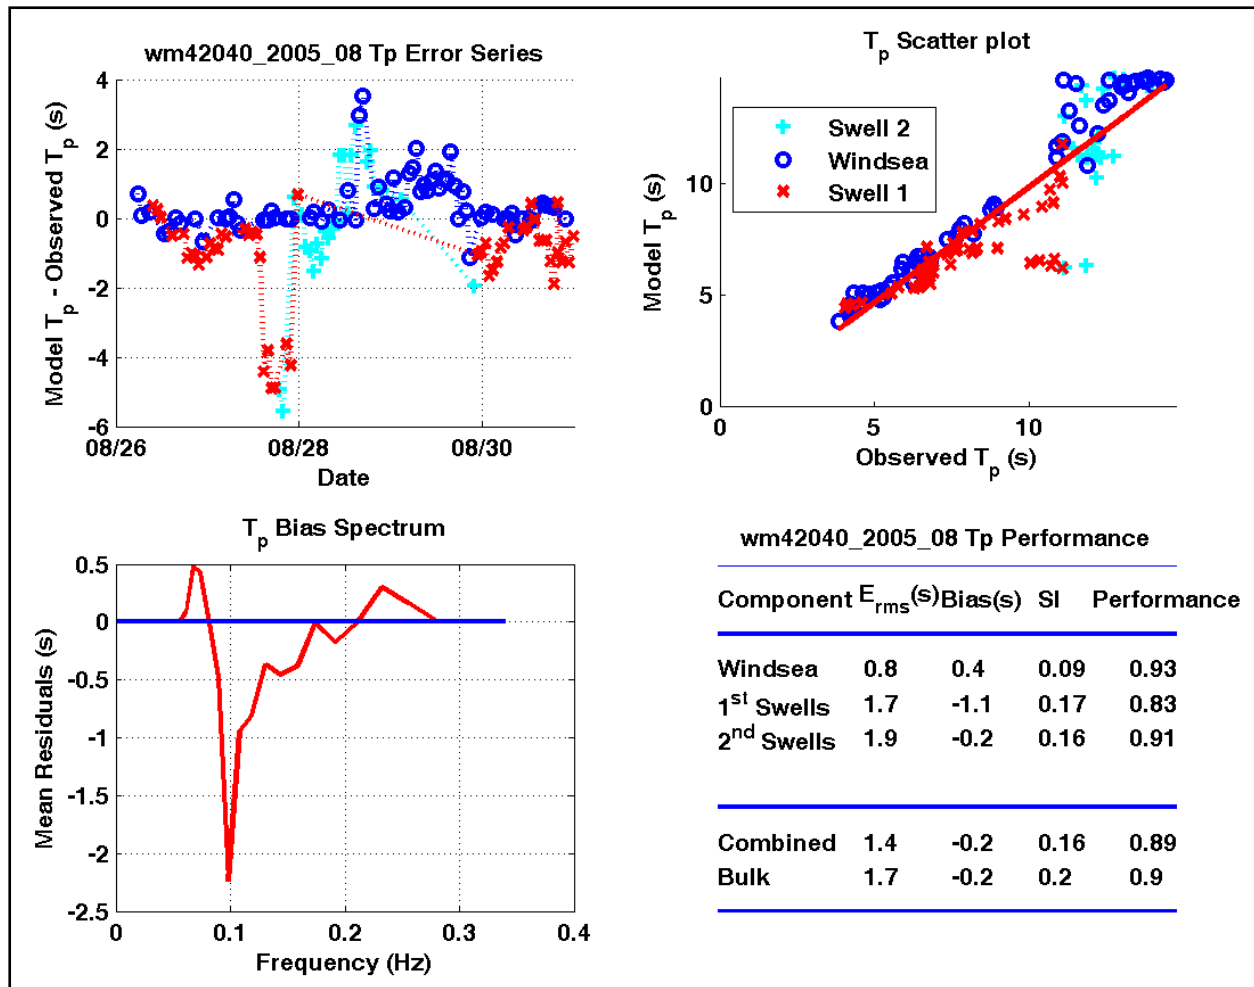 wm42040_2005_08 Tp Error Series
Model Tp - Observed Tp (s)
4
2
0
-2
-4
-6
08/26
08/28
08/30
Date
Tp Scatter plot
Model Tp (s)
10
5
0
0
5
10
Observed Tp (s)
Swell 2
Windsea
Swell 1
Tp Bias Spectrum
Mean Residuals (s)
0.5
0
-0.5
-1
-1.5
-2
-2.5
0
0.1
0.2
0.3
0.4
Frequency (Hz)
wm42040_2005_08 Tp Performance
Component Erms(s) Bias(s) SI Performance
Windsea 0.8 0.4 0.09 0.93
1st Swells 1.7 -1.1 0.17 0.83
2nd Swells 1.9 -0.2 0.16 0.91
Combined 1.4 -0.2 0.16 0.89
Bulk 1.7 -0.2 0.2 0.9